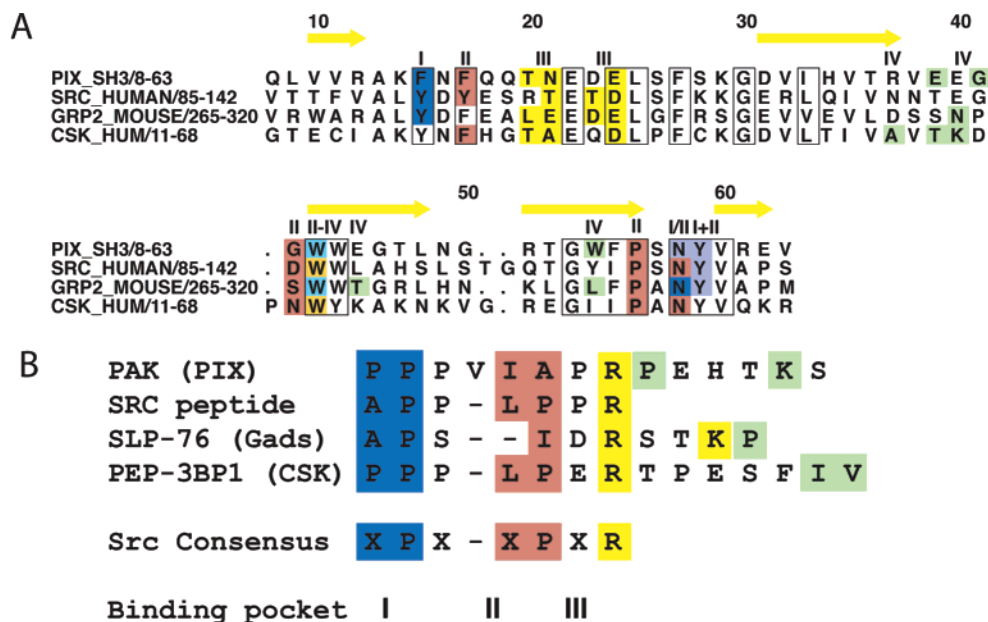 A
10 20 30 40
I II III III IV IV
PIX_SH3/8-63 Q L V V R A K F N F Q Q T N E D E L S F S K G D V I H V T R V E E G
SRC_HUMAN/85-142 V T T F V A L Y D Y E S R T E T D L S F K K G E R L Q I V N N T E G
GRP2_MOUSE/265-320 V R W A R A L Y D F E A L E E D E L G F R S G E V V E V L D S S N P
CSK_HUM/11-68 G T E C I A K Y N F H G T A E Q D L P F C K G D V L T I V A V T K D
50 60
II II-IV IV IV II I/II I+II
PIX_SH3/8-63 . G W W E G T L N G . . R T G W F P S N Y V R E V
SRC_HUMAN/85-142 . D W W L A H S L S T G Q T G Y I P S N Y V A P S
GRP2_MOUSE/265-320 . S W W T G R L H N . . K L G L F P A N Y V A P M
CSK_HUM/11-68 P N W Y K A K N K V G . R E G I I P A N Y V Q K R
B
PAK (PIX) P P P V I A P R P E H T K S
SRC peptide A P P - L P P R
SLP-76 (Gads) A P S - - I D R S T K P
PEP-3BP1 (CSK) P P P - L P E R T P E S F I V
Src Consensus X P X - X P X R
Binding pocket I II III